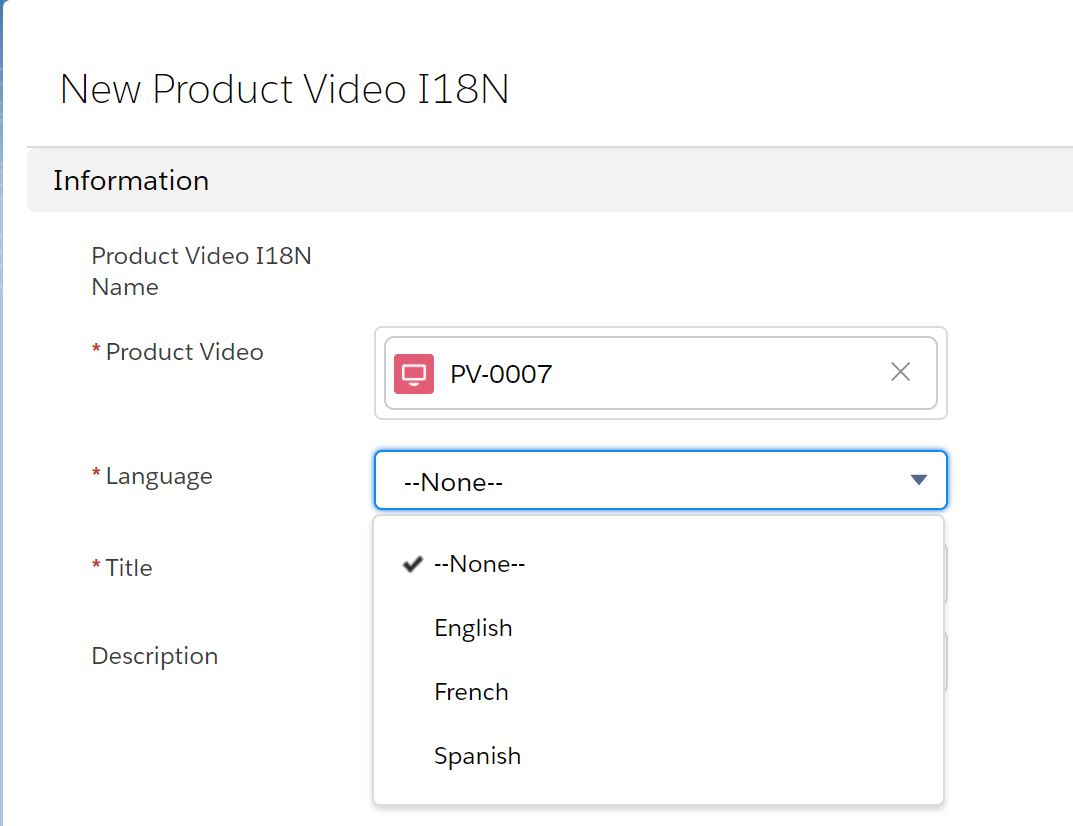 New Product Video I18N
Information
Product Video I18N
Name
* Product Video
PV-0007
* Language
--None--
--None--
English
French
Spanish
* Title
Description